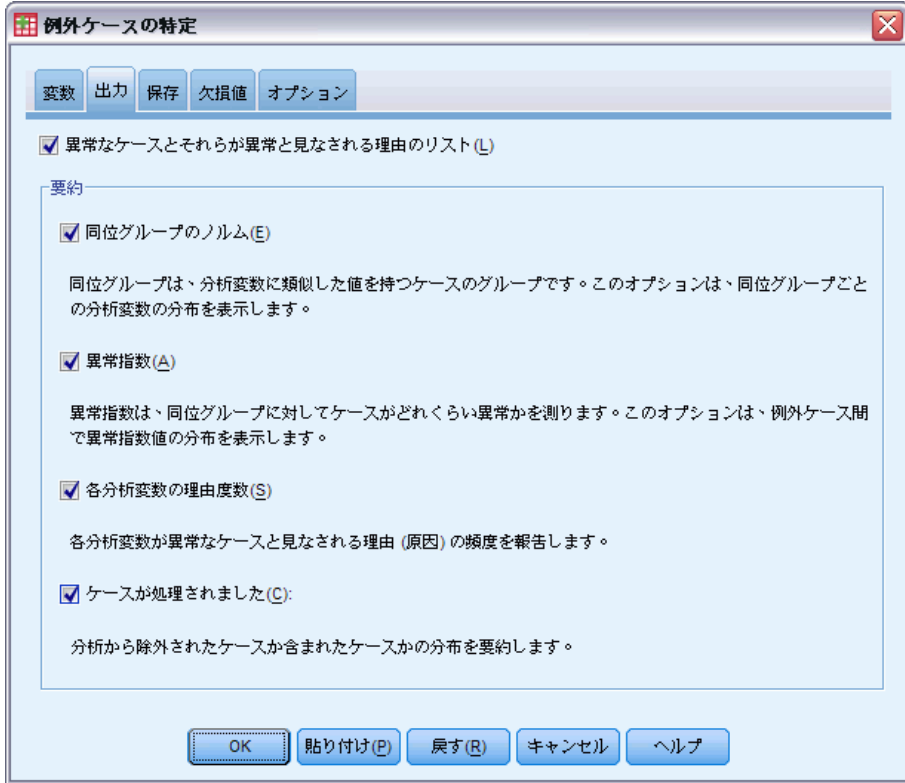 例外ケースの特定
変数 出力 保存 欠損値 オプション
異常なケースとそれらが異常と見なされる理由のリスト(L)
要約
同位グループのノルム(E)
同位グループは、分析変数に類似した値を持つケースのグループです。このオプションは、同位グループごと
の分析変数の分布を表示します。
異常指数(A)
異常指数は、同位グループに対してケースがどれくらい異常かを測ります。このオプションは、例外ケース間
で異常指数値の分布を表示します。
各分析変数の理由度数(S)
各分析変数が異常なケースと見なされる理由 (原因) の頻度を報告します。
ケースが処理されました(C):
分析から除外されたケースか含まれたケースかの分布を要約します。
OK 貼り付け(P) 戻す(R) キャンセル ヘルプ